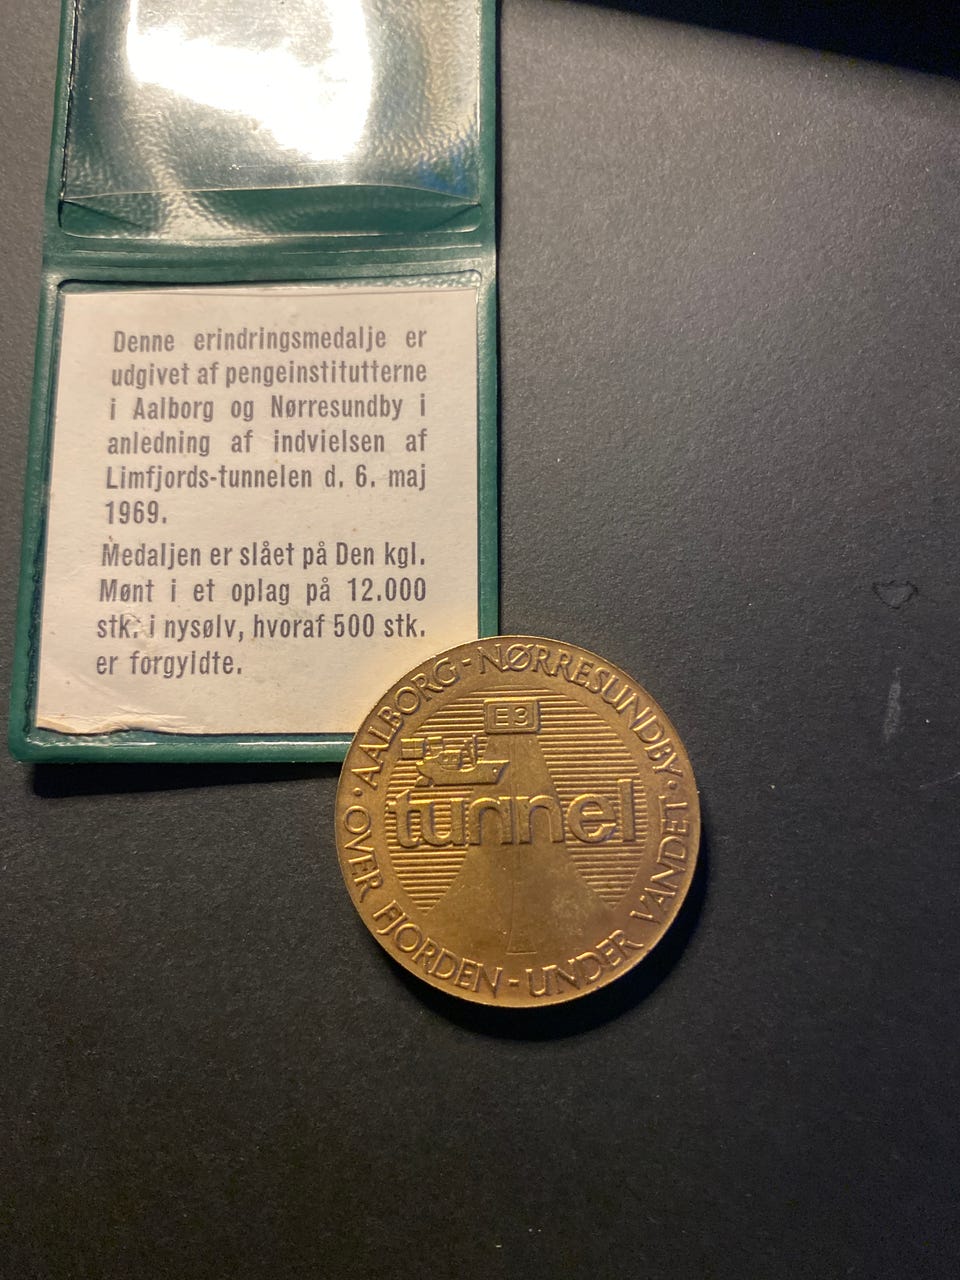 Denne erindringsmedalje er
udgivet af pengeinstitutterne
i Aalborg og Nørresundby i
anledning af indvielsen af
Limfjords-tunnelen d. 6. maj
1969.
Medaljen er slået på Den kgl.
Mønt i et oplag på 12.000
stk. i nysølv, hvoraf 500 stk.
er forgyldte.
AALBORG - NØRRESUNDBY ·
E3
tunnel
OVER FJORDEN - UNDER VANDET ·